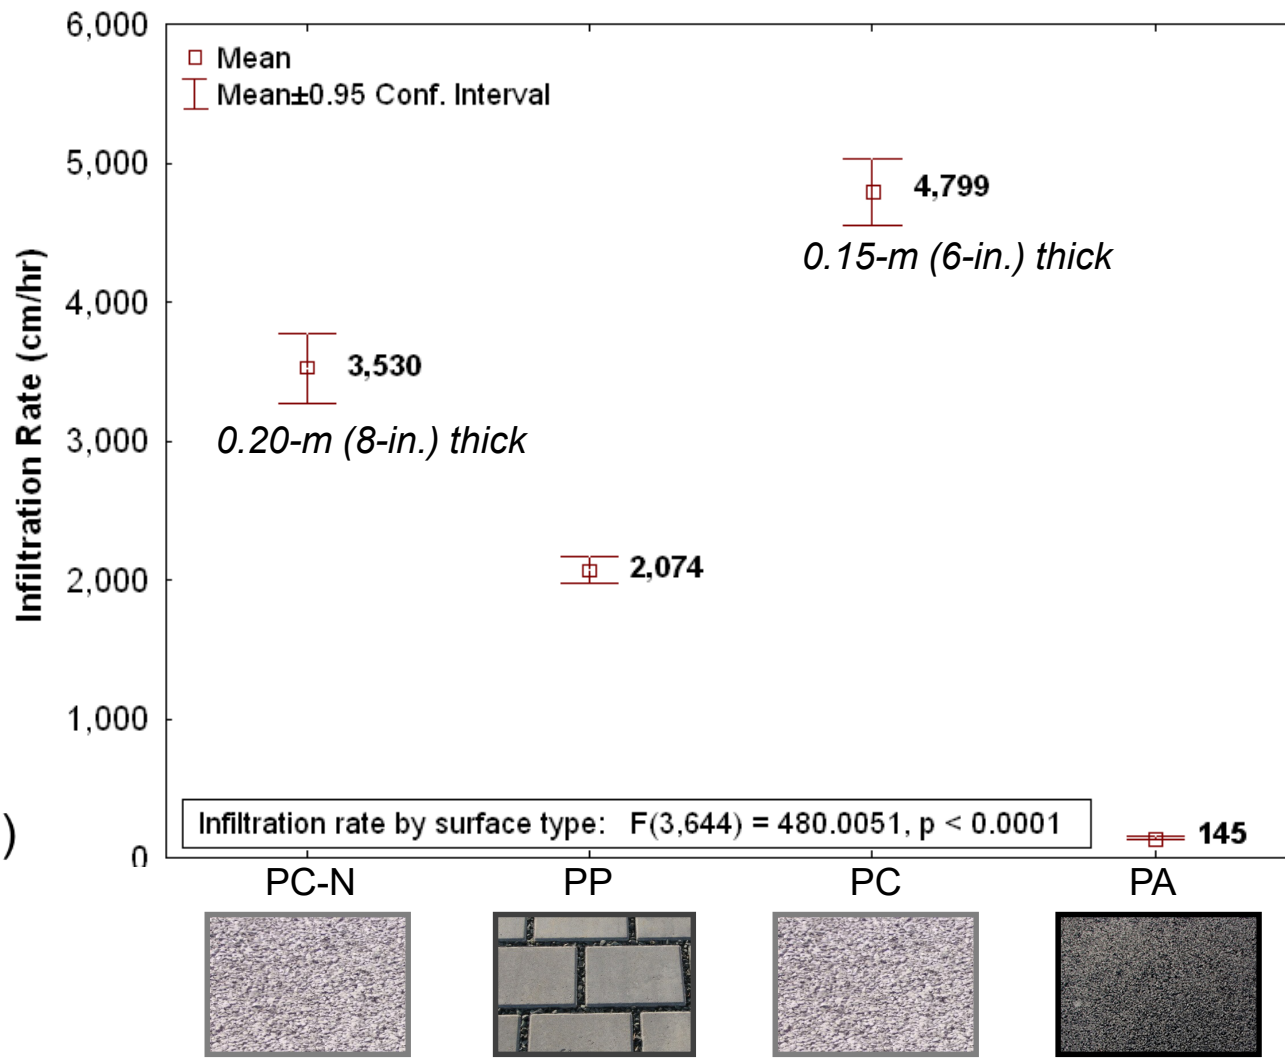 6,000
Mean
Mean±0.95 Conf. Interval
5,000
4,799
0.15-m (6-in.) thick
4,000
3,530
0.20-m (8-in.) thick
3,000
2,074
2,000
1,000
Infiltration rate by surface type: F(3,644) = 480.0051, p < 0.0001
)
145
0
Infiltration Rate (cm/hr)
PC-N PP PC PA